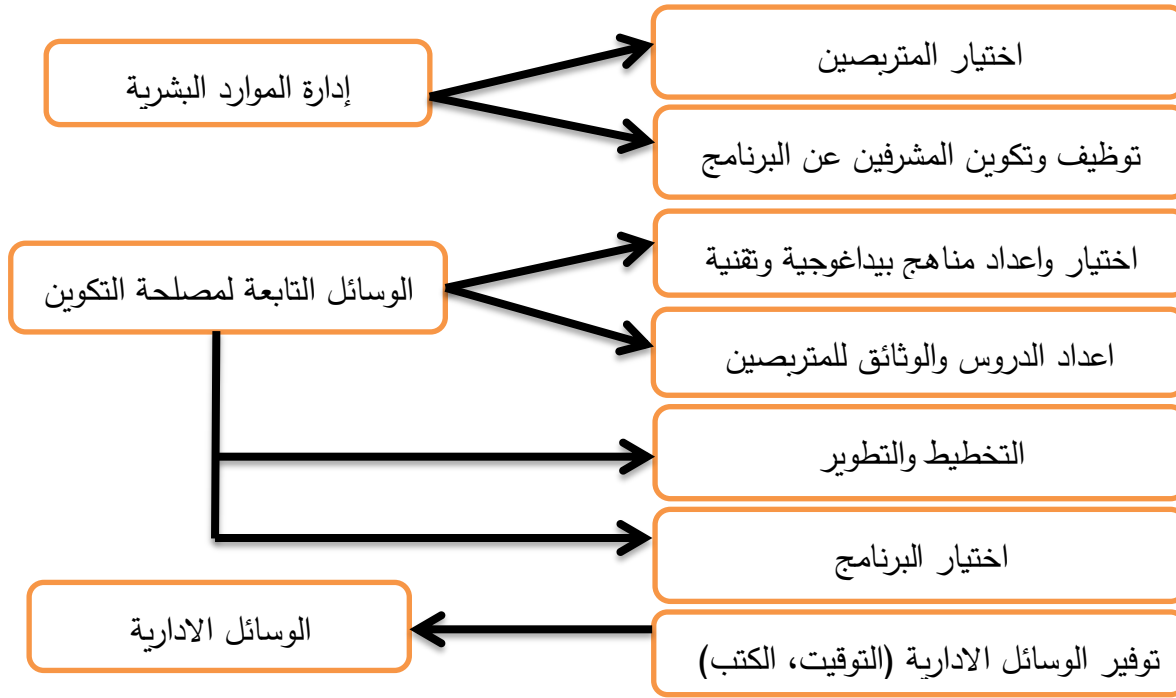 اختيار المتربصين
إدارة الموارد البشرية
توظيف وتكوين المشرفين عن البرنامج
اختيار واعداد مناهج بيداغوجية وتقنية
الوسائل التابعة لمصلحة التكوين
اعداد الدروس والوثائق للمتربصين
التخطيط والتطوير
اختيار البرنامج
الوسائل الادارية
توفير الوسائل الادارية (التوقيت، الكتب)